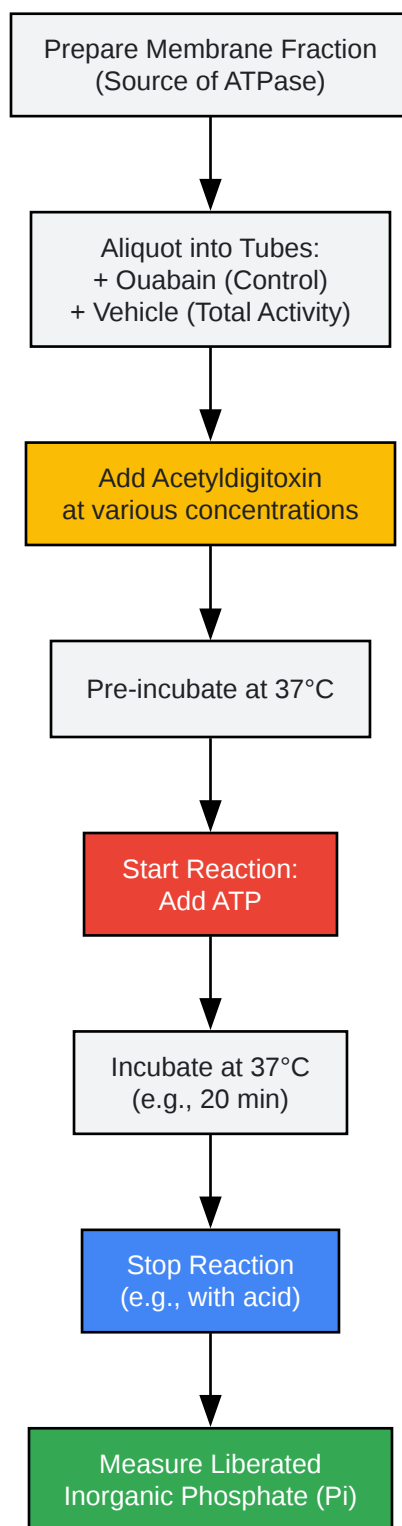 Prepare Membrane Fraction
(Source of ATPase)
Aliquot into Tubes:
+ Ouabain (Control)
+ Vehicle (Total Activity)
Add Acetyldigitoxin
at various concentrations
Pre-incubate at 37°C
Start Reaction:
Add ATP
Incubate at 37°C
(e.g., 20 min)
Stop Reaction
(e.g., with acid)
Measure Liberated
Inorganic Phosphate (Pi)